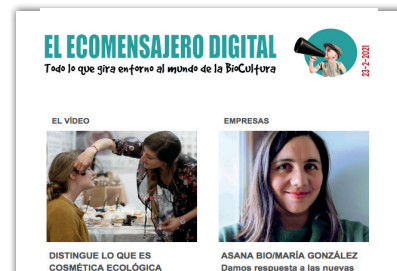 EL ECOMENSAJERO DIGITAL
Todo lo que gira entorno al mundo de la BioCultura
23-2-2021
EL VÍDEO
EMPRESAS
DISTINGUE LO QUE ES
COSMÉTICA ECOLÓGICA
ASANA BIO/MARÍA GONZÁLEZ
Damos respuesta a las nuevas